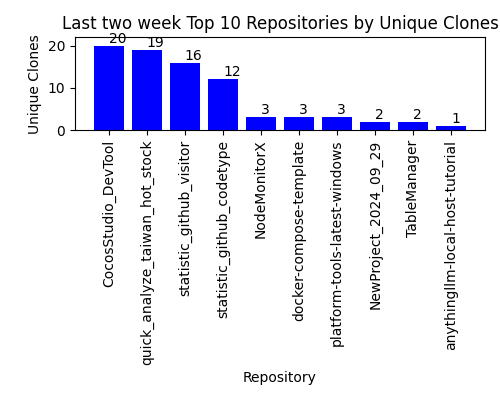 Last two week Top 10 Repositories by Unique Clones
Unique Clones
20
10
0
20
19
16
12
3
3
3
2
2
1
CocosStudio_DevTool
quick_analyze_taiwan_hot_stock
statistic_github_visitor
statistic_github_codetype
NodeMonitorX
docker-compose-template
platform-tools-latest-windows
NewProject_2024_09_29
TableManager
anythingllm-local-host-tutorial
Repository